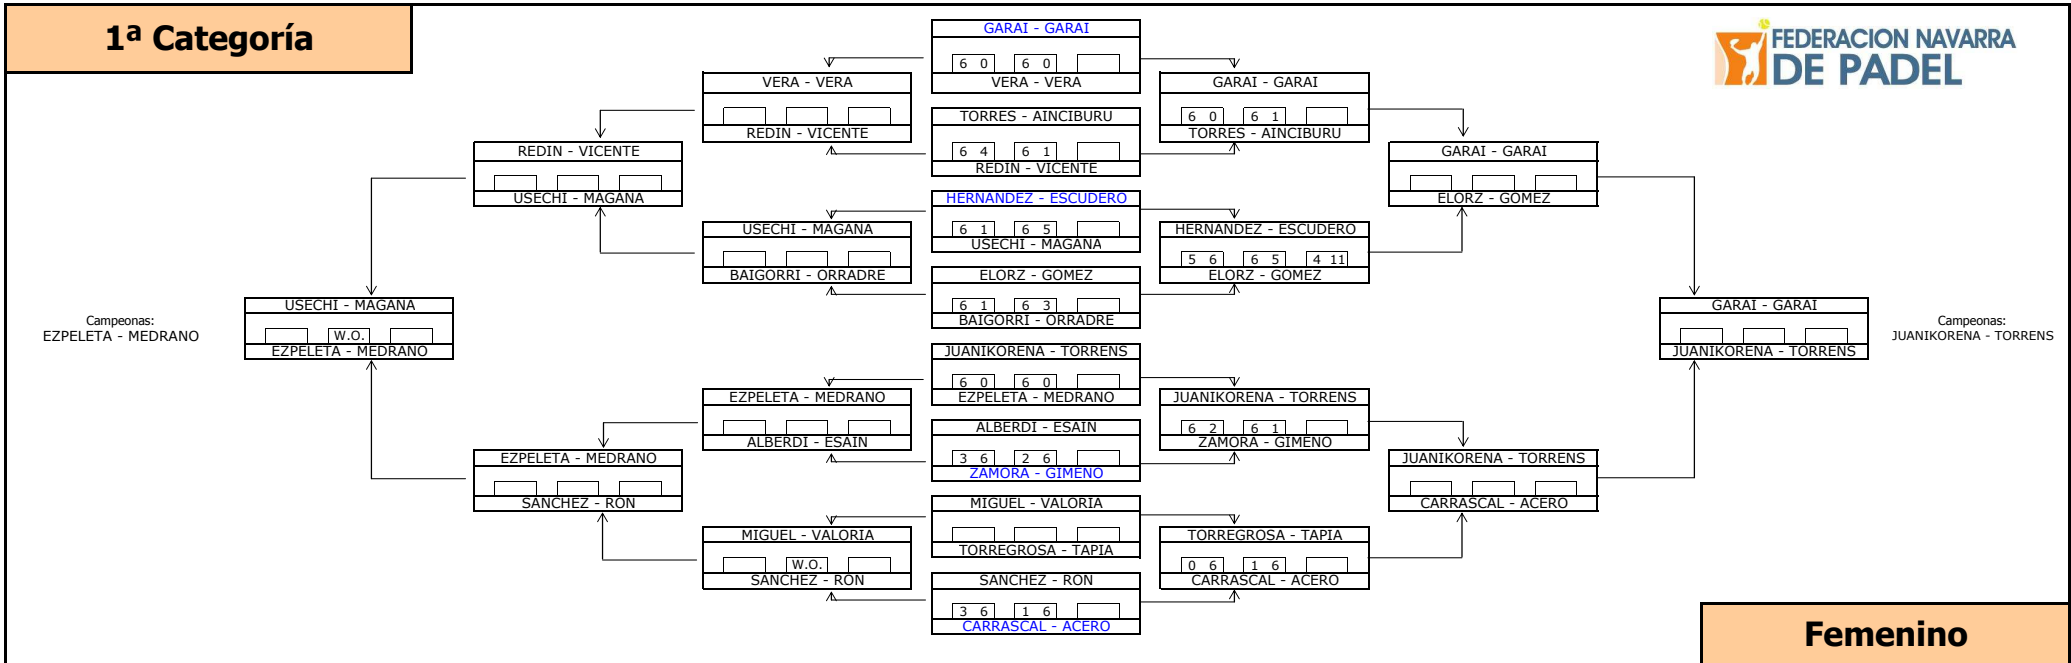 1ª Categoría
FEDERACION NAVARRA
DE PADEL
GARAI - GARAI
6 0 6 0
VERA - VERA
TORRES - AINCIBURU
6 4 6 1
REDIN - VICENTE
HERNANDEZ - ESCUDERO
6 1 6 5
USECHI - MAGAÑA
ELORZ - GOMEZ
6 1 6 3
BAIGORRI - ORRADRE
JUANIKORENA - TORRENS
6 0 6 0
EZPELETA - MEDRANO
ALBERDI - ESAIN
3 6 2 6
ZAMORA - GIMENO
MIGUEL - VALORIA
TORREGROSA - TAPIA
SANCHEZ - RON
3 6 1 6
CARRASCAL - ACERO
VERA - VERA
REDIN - VICENTE
USECHI - MAGAÑA
BAIGORRI - ORRADRE
EZPELETA - MEDRANO
ALBERDI - ESAIN
MIGUEL - VALORIA
W.O.
SANCHEZ - RON
REDIN - VICENTE
USECHI - MAGAÑA
EZPELETA - MEDRANO
SANCHEZ - RON
USECHI - MAGAÑA
W.O.
EZPELETA - MEDRANO
Campeonas:
EZPELETA - MEDRANO
GARAI - GARAI
6 0 6 1
TORRES - AINCIBURU
HERNANDEZ - ESCUDERO
5 6 6 5 4 11
ELORZ - GOMEZ
JUANIKORENA - TORRENS
6 2 6 1
ZAMORA - GIMENO
TORREGROSA - TAPIA
0 6 1 6
CARRASCAL - ACERO
GARAI - GARAI
ELORZ - GOMEZ
JUANIKORENA - TORRENS
CARRASCAL - ACERO
GARAI - GARAI
JUANIKORENA - TORRENS
Campeonas:
JUANIKORENA - TORRENS
Femenino